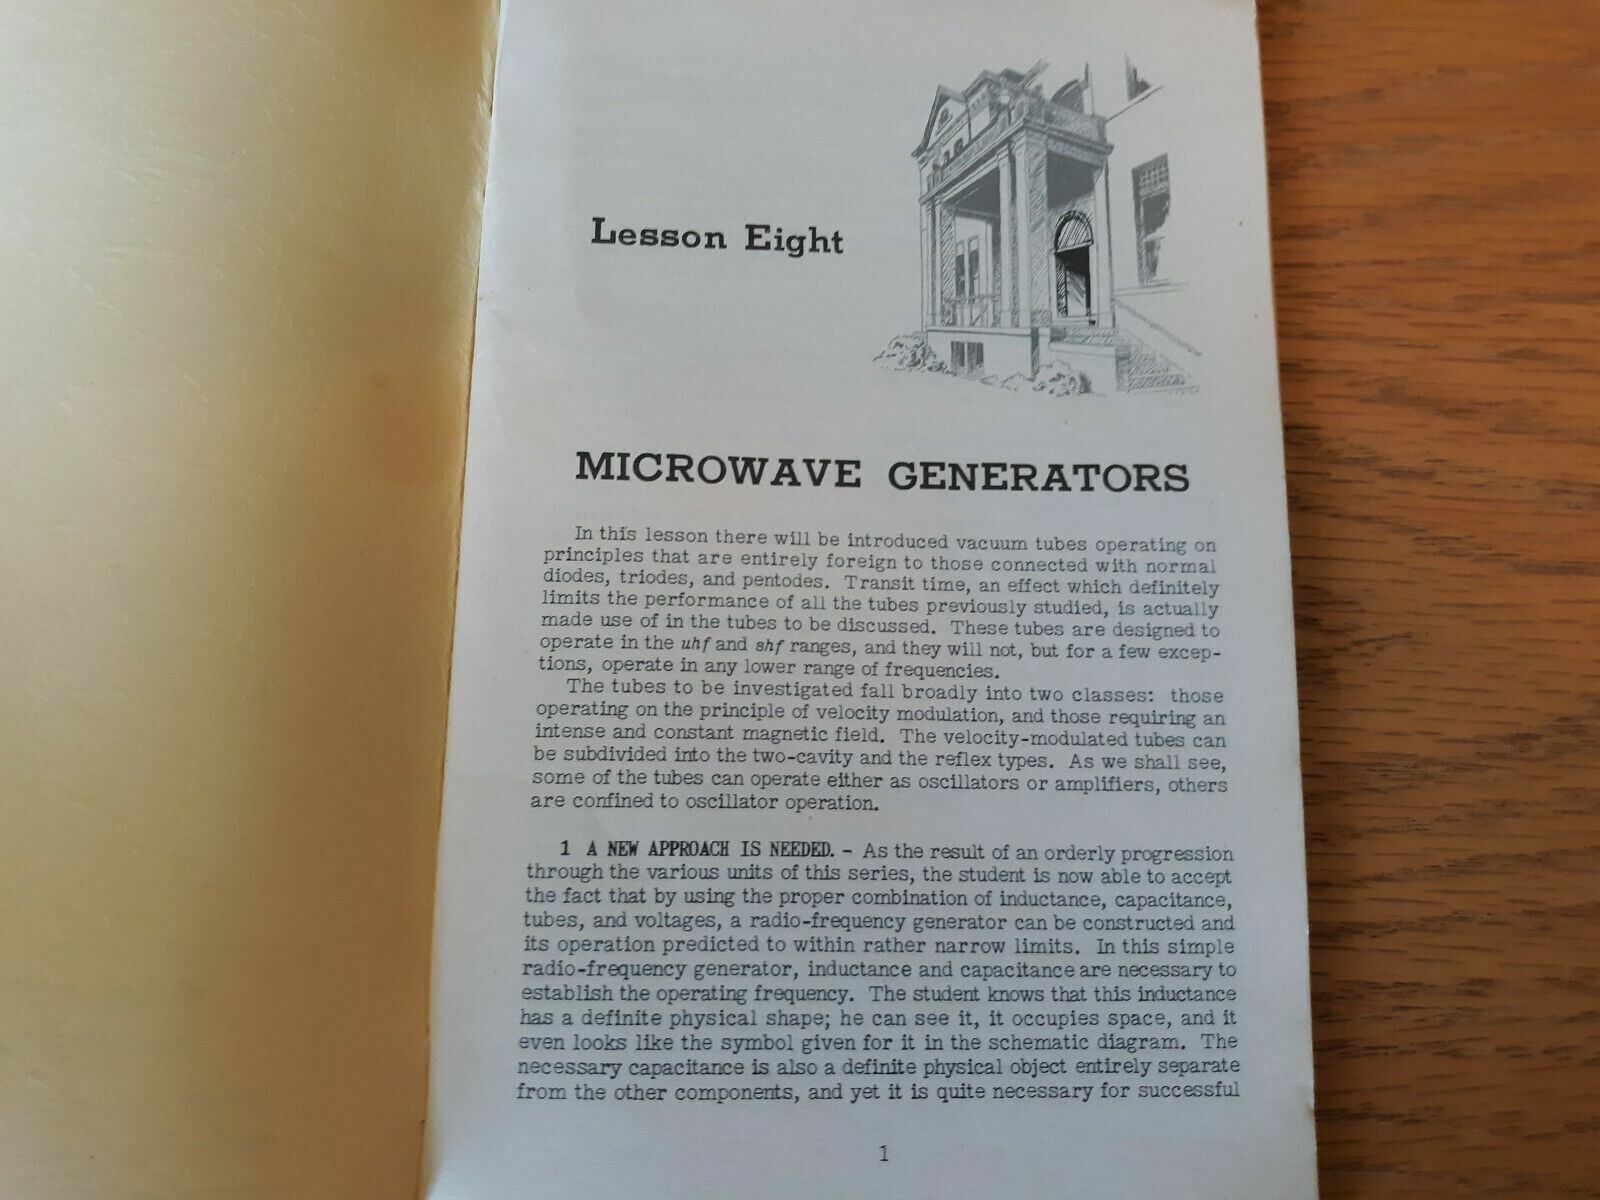 Lesson Eight
MICROWAVE GENERATORS
In this lesson there will be introduced vacuum tubes operating on
principles that are entirely foreign to those connected with normal
diodes, triodes, and pentodes. Transit time, an effect which definitely
limits the performance of all the tubes previously studied, is actually
made use of in the tubes to be discussed. These tubes are designed to
operate in the uhf and shf ranges, and they will not, but for a few excep-
tions, operate in any lower range of frequencies.
The tubes to be investigated fall broadly into two classes: those
operating on the principle of velocity modulation, and those requiring an
intense and constant magnetic field. The velocity-modulated tubes can
be subdivided into the two-cavity and the reflex types. As we shall see,
some of the tubes can operate either as oscillators or amplifiers, others
are confined to oscillator operation.
1 A NEW APPROACH IS NEEDED. - As the result of an orderly progression
through the various units of this series, the student is now able to accept
the fact that by using the proper combination of inductance, capacitance,
tubes, and voltages, a radio-frequency generator can be constructed and
its operation predicted to within rather narrow limits. In this simple
radio-frequency generator, inductance and capacitance are necessary to
establish the operating frequency. The student knows that this inductance
has a definite physical shape; he can see it, it occupies space, and it
even looks like the symbol given for it in the schematic diagram. The
necessary capacitance is also a definite physical object entirely separate
from the other components, and yet it is quite necessary for successful
1